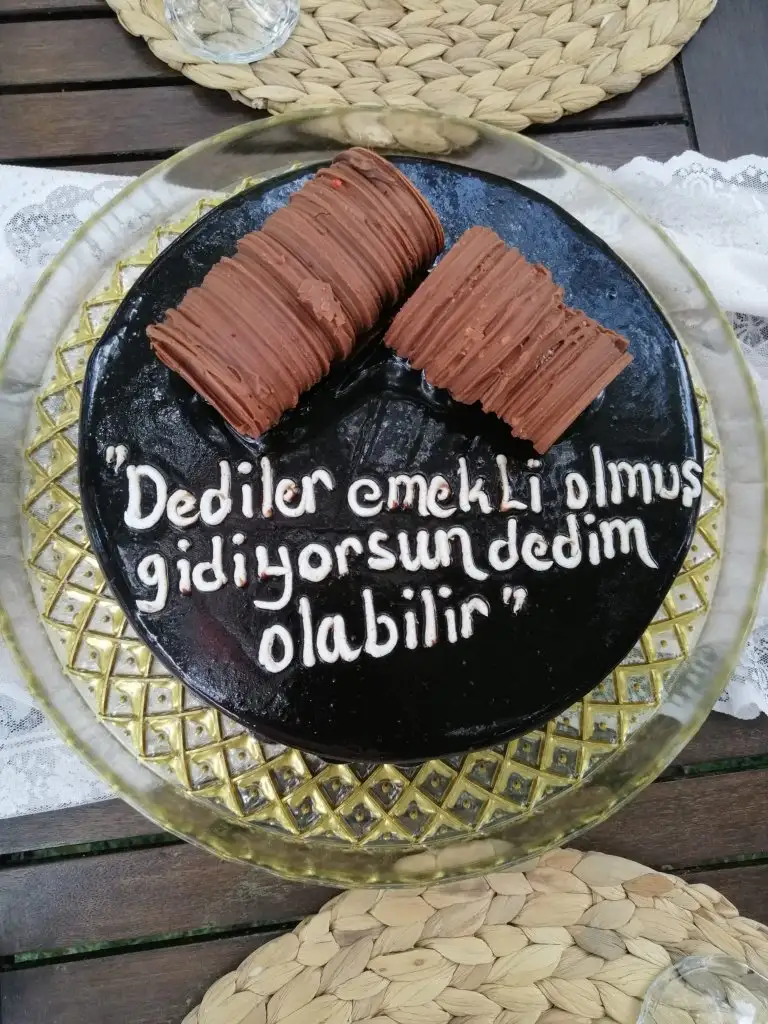 "Dediler emekli olmuş
gidiyorsun dedim
olabilir"